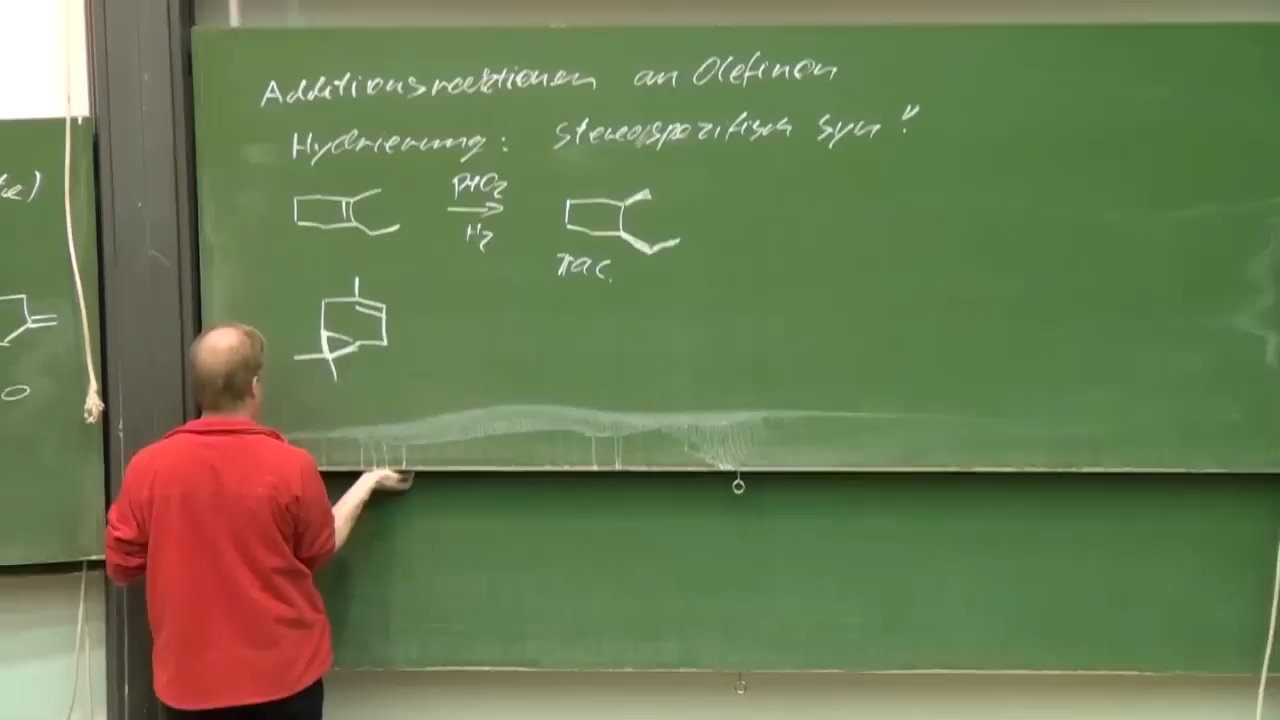 Additionsreaktionen an Olefinen
Hydrierung: stereospezifisch syn!
PtO2
H2
rac.
O